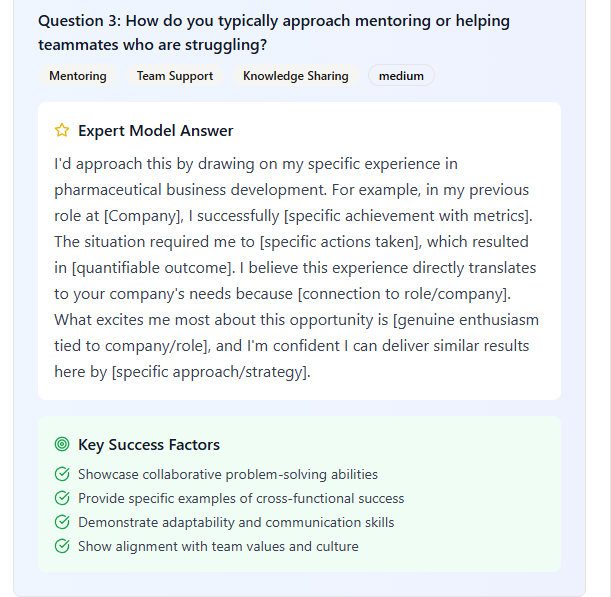 Question 3: How do you typically approach mentoring or helping
teammates who are struggling?
Mentoring Team Support Knowledge Sharing medium
Expert Model Answer
I'd approach this by drawing on my specific experience in
pharmaceutical business development. For example, in my previous
role at [Company], I successfully [specific achievement with metrics].
The situation required me to [specific actions taken], which resulted
in [quantifiable outcome]. I believe this experience directly translates
to your company's needs because [connection to role/company].
What excites me most about this opportunity is [genuine enthusiasm
tied to company/role], and I'm confident I can deliver similar results
here by [specific approach/strategy].
Key Success Factors
Showcase collaborative problem-solving abilities
Provide specific examples of cross-functional success
Demonstrate adaptability and communication skills
Show alignment with team values and culture